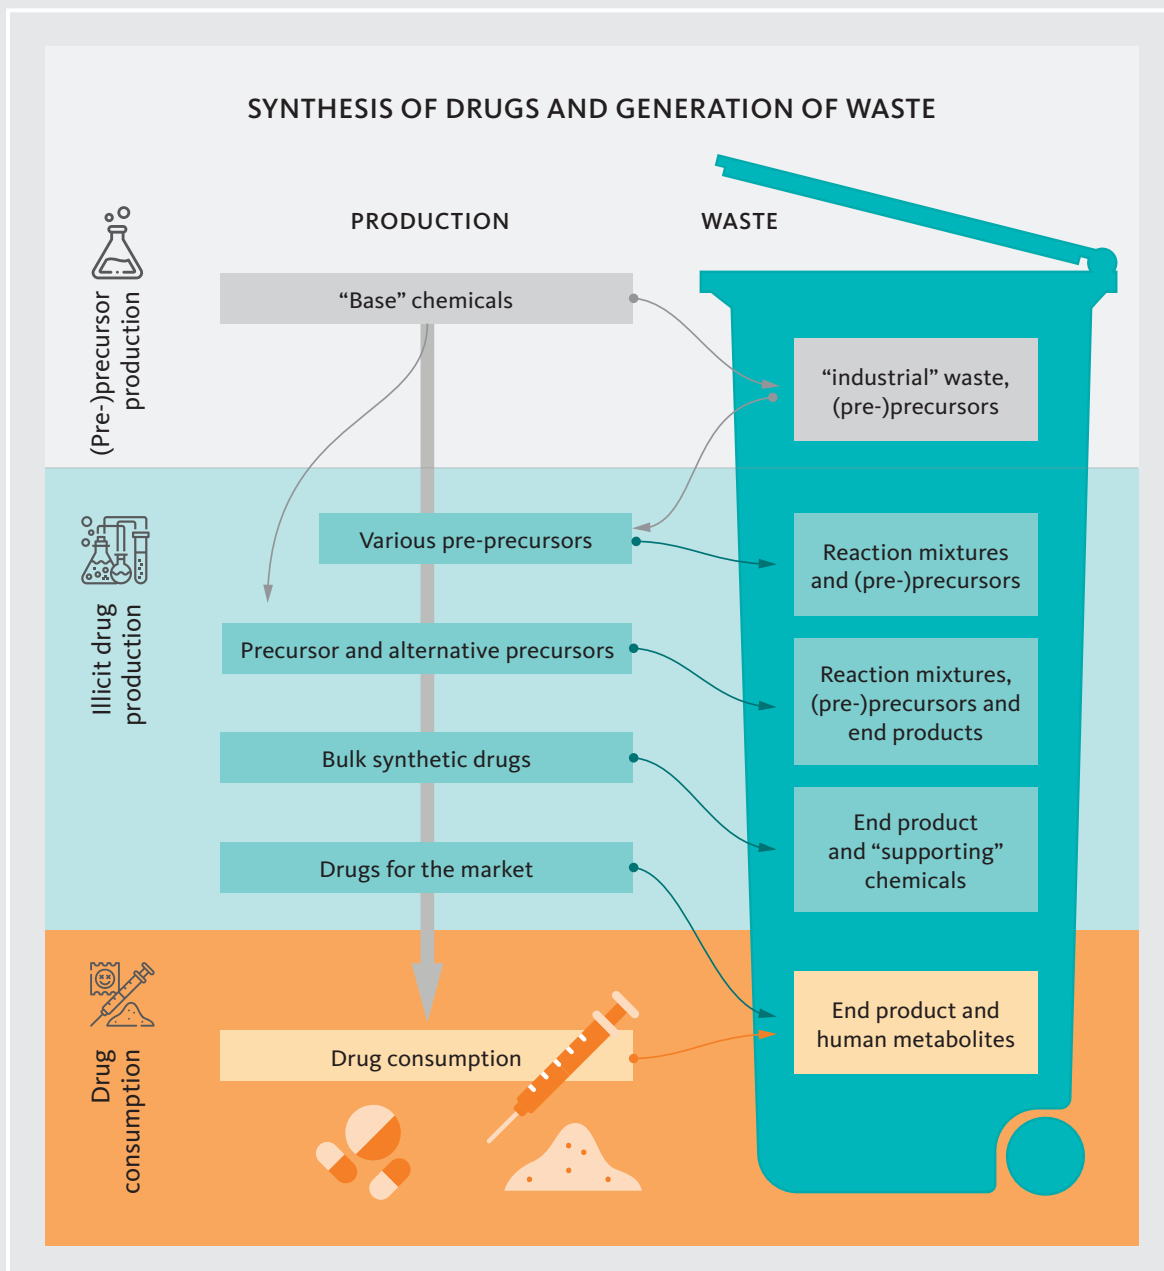 SYNTHESIS OF DRUGS AND GENERATION OF WASTE
PRODUCTION
WASTE
(Pre-)precursor
production
“Base” chemicals
“industrial” waste,
(pre-)precursors
Illicit drug
production
Various pre-precursors
Reaction mixtures
and (pre-)precursors
Precursor and alternative precursors
Reaction mixtures,
(pre-)precursors and
end products
Bulk synthetic drugs
End product
and “supporting”
chemicals
Drugs for the market
Drug
consumption
Drug consumption
End product and
human metabolites